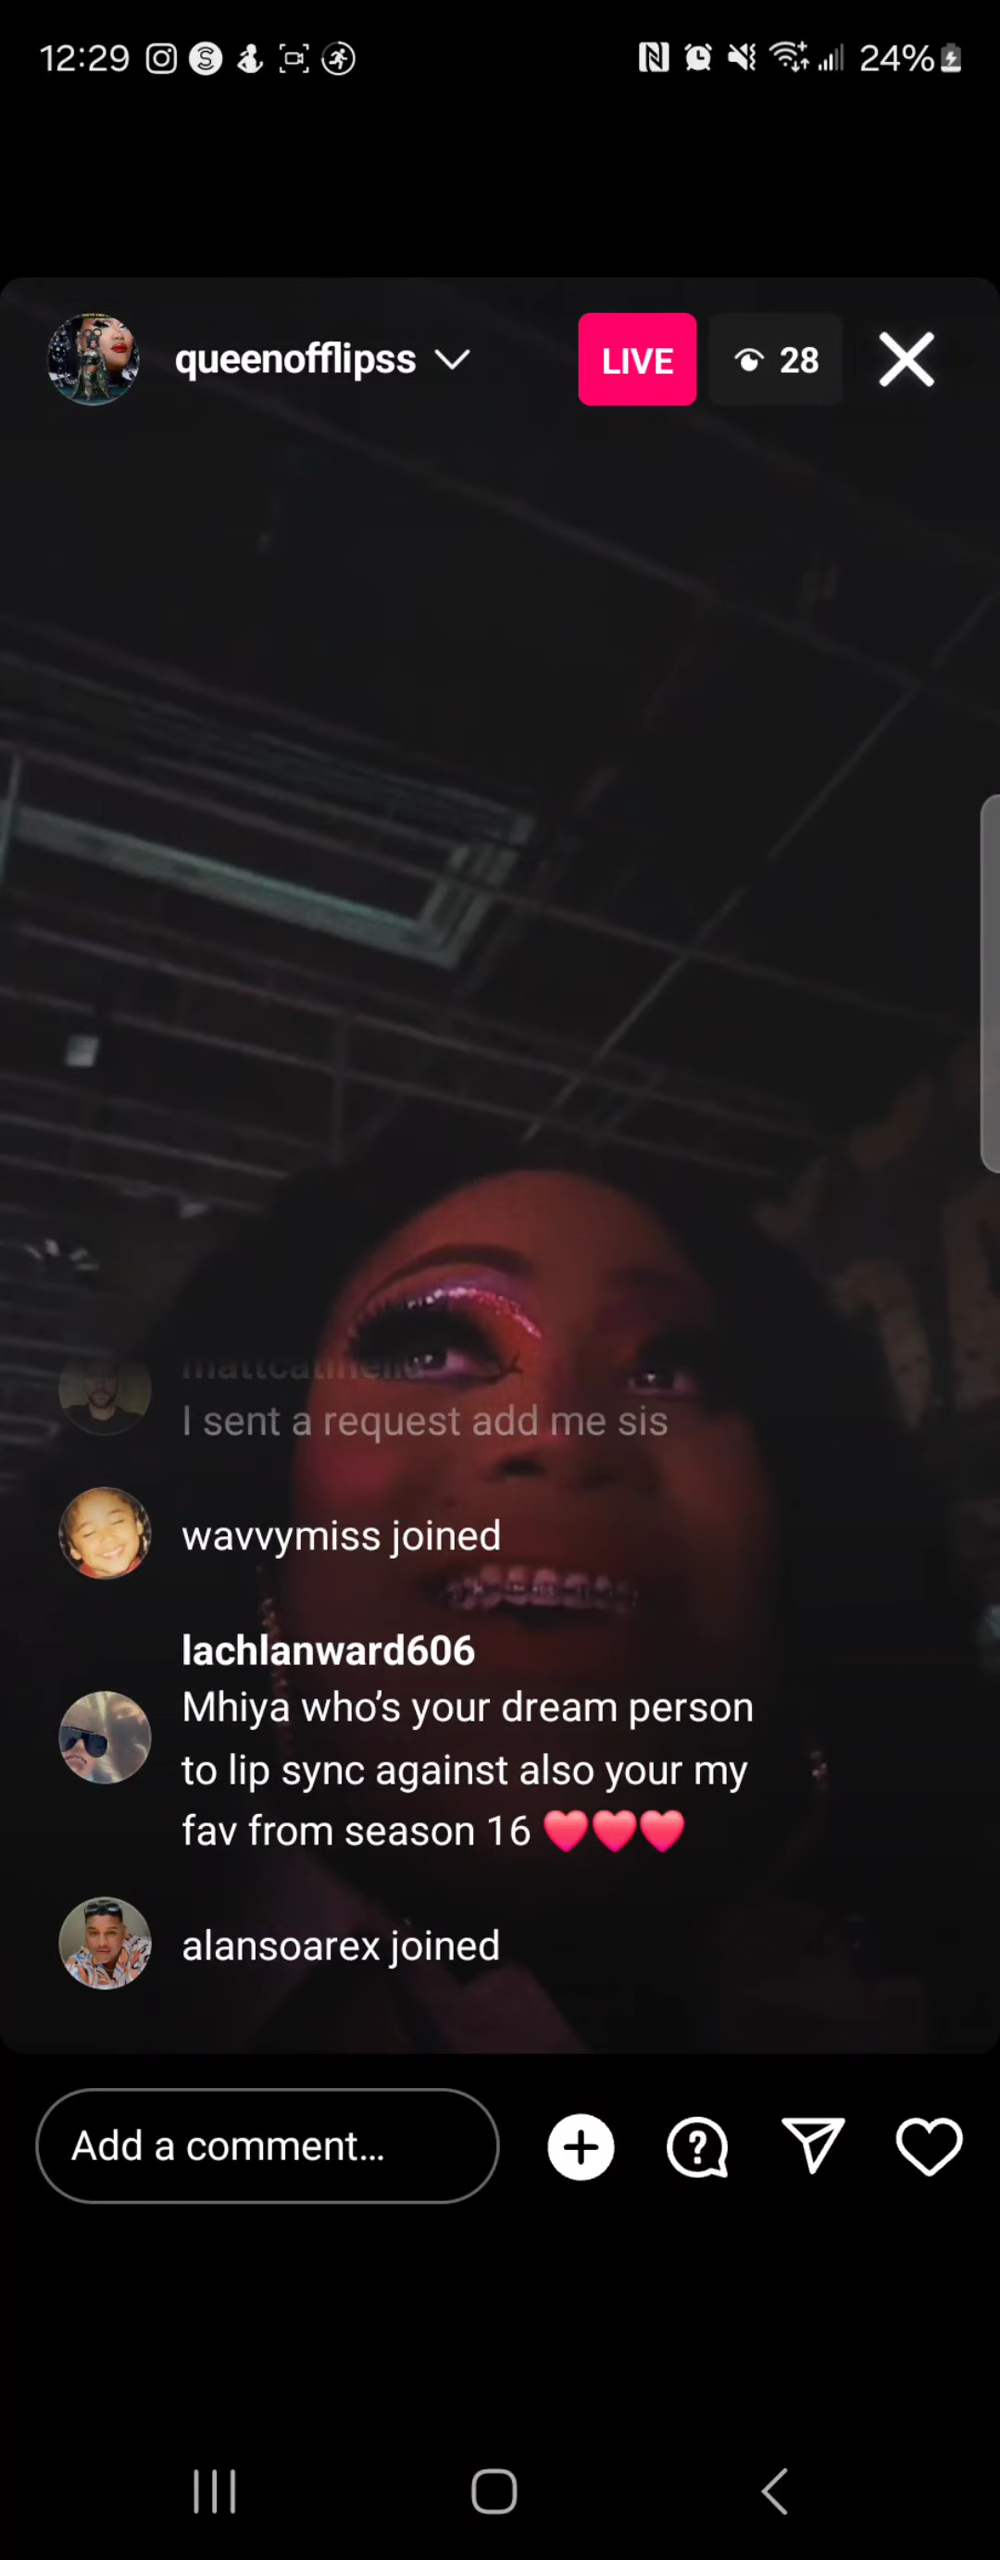 12:29
24%
queenofflipss
LIVE
28
I sent a request add me sis
wavvymiss joined
lachlanward606
Mhiya who's your dream person
to lip sync against also your my
fav from season 16 ❤️❤️❤️
alansoarex joined
Add a comment...